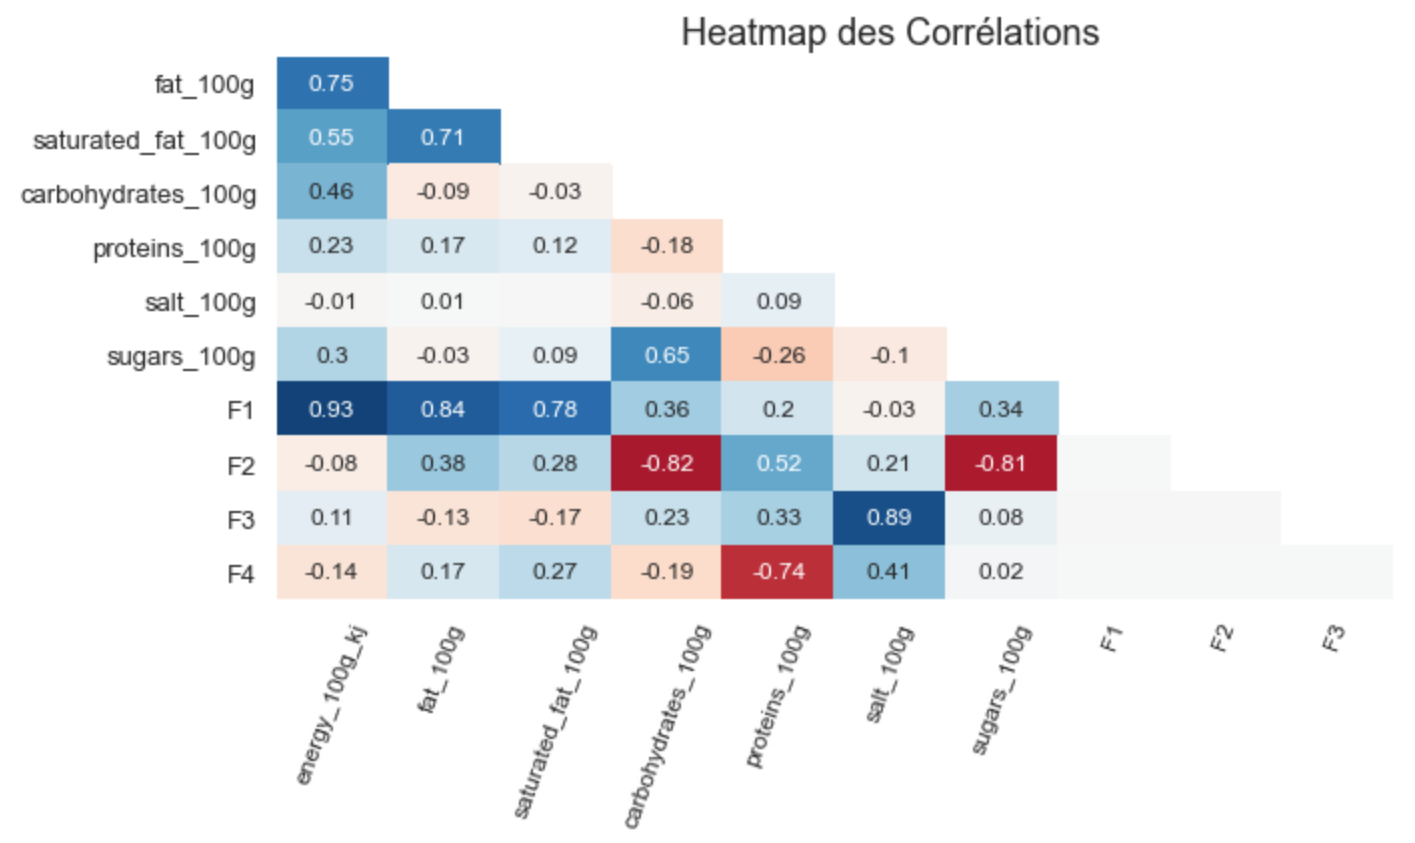 Heatmap des Corrélations
fat_100g 0.75
saturated_fat_100g 0.55 0.71
carbohydrates_100g 0.46 -0.09 -0.03
proteins_100g 0.23 0.17 0.12 -0.18
salt_100g -0.01 0.01 -0.06 0.09
sugars_100g 0.3 -0.03 0.09 0.65 -0.26 -0.1
F1 0.93 0.84 0.78 0.36 0.2 -0.03 0.34
F2 -0.08 0.38 0.28 -0.82 0.52 0.21 -0.81
F3 0.11 -0.13 -0.17 0.23 0.33 0.89 0.08
F4 -0.14 0.17 0.27 -0.19 -0.74 0.41 0.02
energy_100g_kj fat_100g saturated_fat_100g carbohydrates_100g proteins_100g salt_100g sugars_100g F1 F2 F3